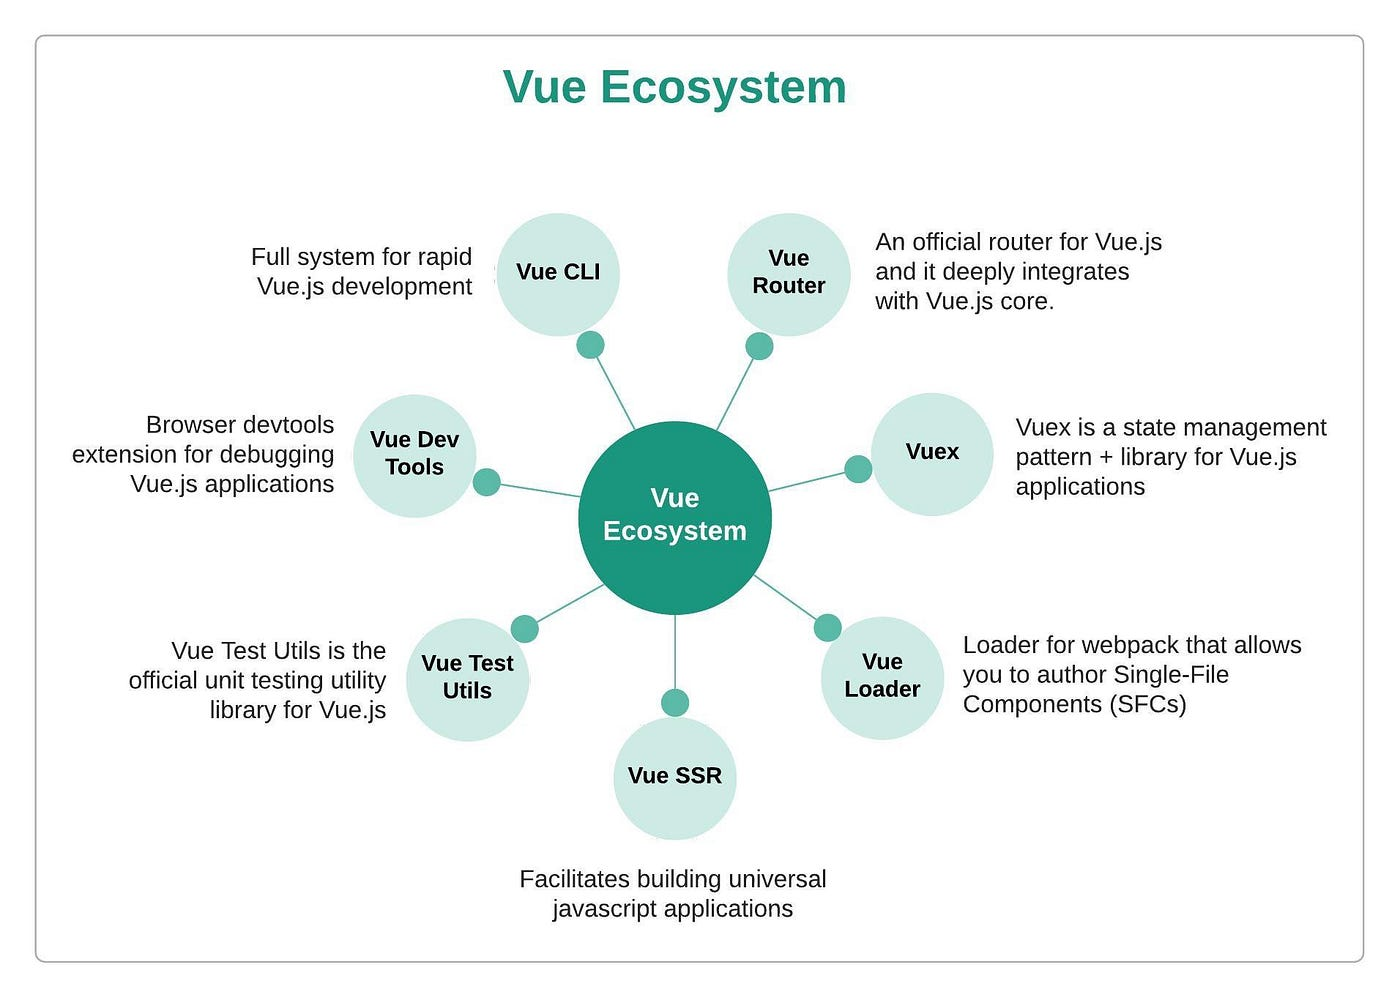 Vue Ecosystem
Full system for rapid
Vue.js development
Vue CLI
Vue
Router
An official router for Vue.js
and it deeply integrates
with Vue.js core.
Browser devtools
extension for debugging
Vue.js applications
Vue Dev
Tools
Vue
Ecosystem
Vuex
Vuex is a state management
pattern + library for Vue.js
applications
Vue Test Utils is the
official unit testing utility
library for Vue.js
Vue Test
Utils
Vue SSR
Vue
Loader
Loader for webpack that allows
you to author Single-File
Components (SFCs)
Facilitates building universal
javascript applications